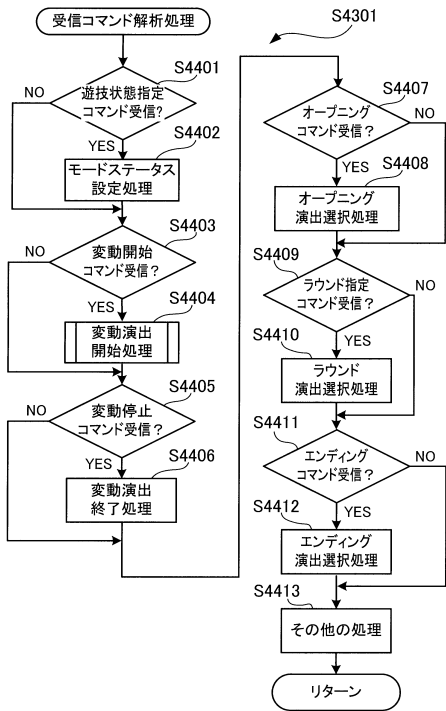 受信コマンド解析処理
S4301
S4401
遊技状態指定
コマンド受信?
NO
YES
S4402
モードステータス
設定処理
S4403
変動開始
コマンド受信?
NO
YES
S4404
変動演出
開始処理
S4405
変動停止
コマンド受信?
NO
YES
S4406
変動演出
終了処理
S4407
オープニング
コマンド受信?
NO
YES
S4408
オープニング
演出選択処理
S4409
ラウンド指定
コマンド受信?
NO
YES
S4410
ラウンド
演出選択処理
S4411
エンディング
コマンド受信?
NO
YES
S4412
エンディング
演出選択処理
S4413
その他の処理
リターン